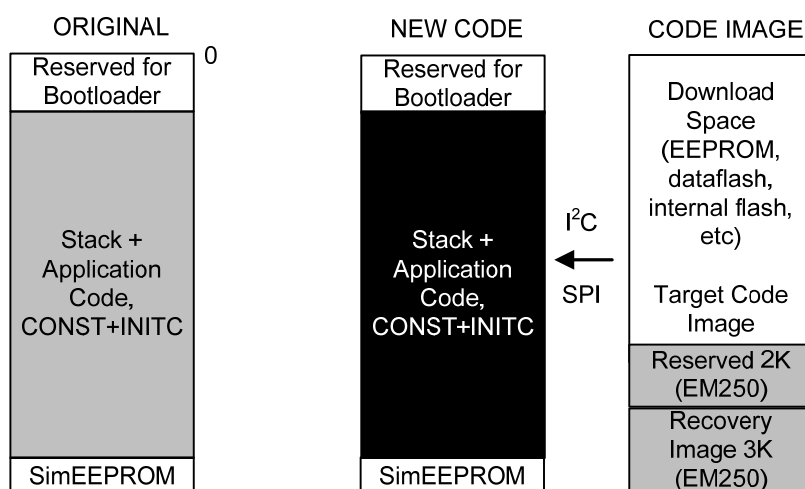 ORIGINAL
0
Reserved for
Bootloader
Stack +
Application
Code,
CONST+INITC
SimEEPROM
NEW CODE
Reserved for
Bootloader
Stack +
Application
Code,
CONST+INITC
SimEEPROM
I²C
SPI
CODE IMAGE
Download
Space
(EEPROM,
dataflash,
internal flash,
etc)
Target Code
Image
Reserved 2K
(EM250)
Recovery
Image 3K
(EM250)